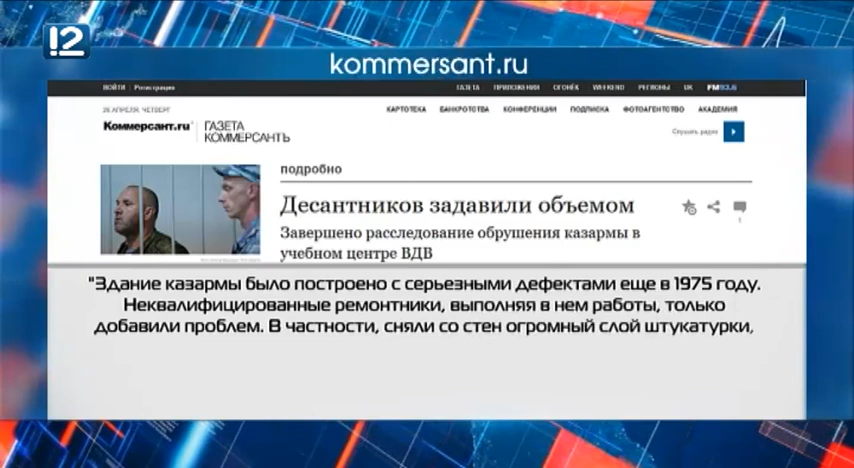 12
kommersant.ru
ВОЙТИ | Регистрация
ГАЗЕТА ПРИЛОЖЕНИЯ ОГОНЁК WEEKEND РЕГИОНЫ UK FM93.6
26 АПРЕЛЯ, ЧЕТВЕРГ
КАРТОТЕКА БАНКРОТСТВА КОНФЕРЕНЦИИ ПОДПИСКА ФОТОАГЕНТСТВО АКАДЕМИЯ
Коммерсант.ru
ГАЗЕТА
КОММЕРСАНТЪ
Слушать радио
подробно
Десантников задавили объемом
1
Завершено расследование обрушения казармы в
учебном центре ВДВ
"Здание казармы было построено с серьезными дефектами еще в 1975 году.
Неквалифицированные ремонтники, выполняя в нем работы, только
добавили проблем. В частности, сняли со стен огромный слой штукатурки,